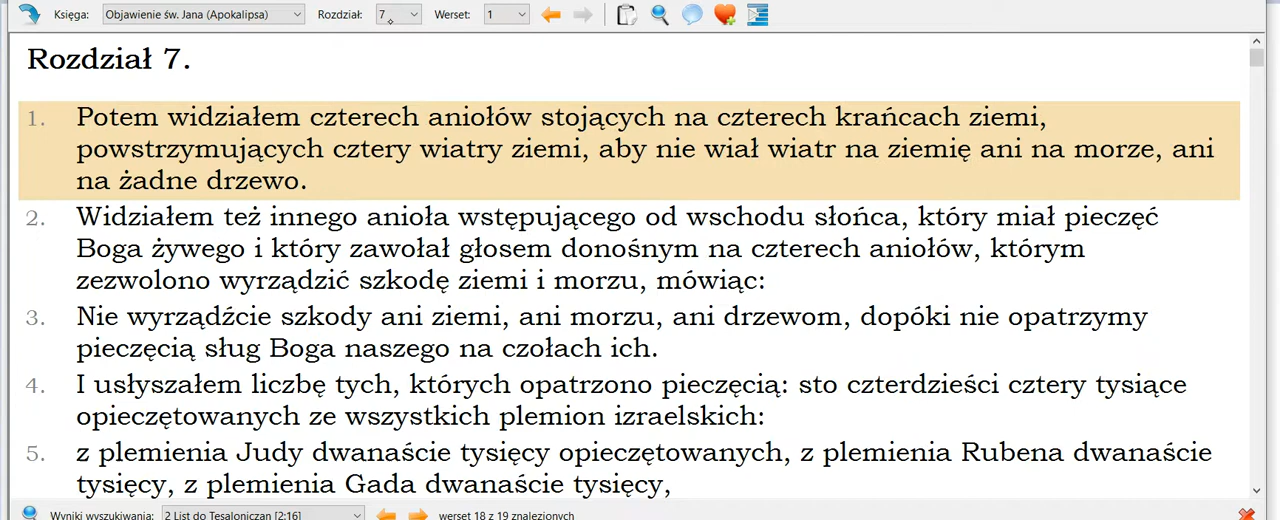 Księga: Objawienie św. Jana (Apokalipsa) Rozdział: 7 Werset: 1
Rozdział 7.
1. Potem widziałem czterech aniołów stojących na czterech krańcach ziemi,
powstrzymujących cztery wiatry ziemi, aby nie wiał wiatr na ziemię ani na morze, ani
na żadne drzewo.
2. Widziałem też innego anioła wstępującego od wschodu słońca, który miał pieczęć
Boga żywego i który zawołał głosem donośnym na czterech aniołów, którym
zezwolono wyrządzić szkodę ziemi i morzu, mówiąc:
3. Nie wyrządźcie szkody ani ziemi, ani morzu, ani drzewom, dopóki nie opatrzymy
pieczęcią sług Boga naszego na czołach ich.
4. I usłyszałem liczbę tych, których opatrzono pieczęcią: sto czterdzieści cztery tysiące
opieczętowanych ze wszystkich plemion izraelskich:
5. z plemienia Judy dwanaście tysięcy opieczętowanych, z plemienia Rubena dwanaście
tysięcy, z plemienia Gada dwanaście tysięcy,
Wyniki wyszukiwania: 2 List do Tesaloniczan [2:16] werset 18 z 19 znalezionych